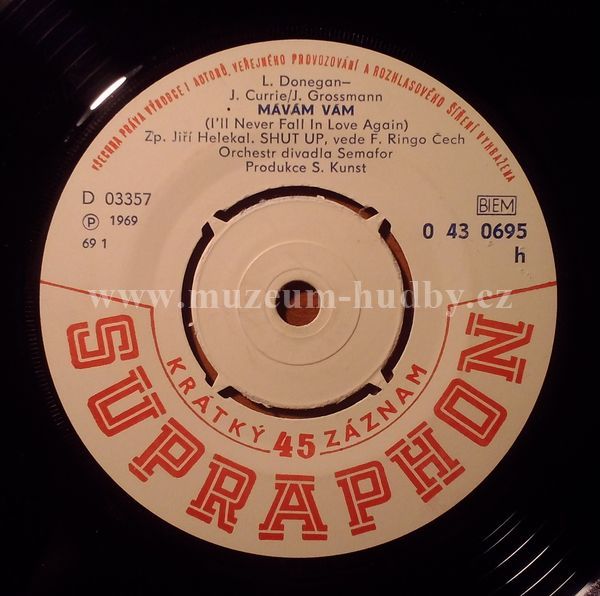 VŠECHNA PRÁVA VÝROBCE I AUTORŮ, VEŘEJNÉHO PROVOZOVÁNÍ A ROZHLASOVÉHO ŠÍŘENÍ VYHRAZENA
L. Donegan–
J. Currie/J. Grossmann
MÁVÁM VÁM
(I'll Never Fall In Love Again)
Zp. Jiří Helekal. SHUT UP, vede F. Ringo Čech
Orchestr divadla Semafor
Produkce S. Kunst
D 03357
Ⓟ 1969
69 1
BIEM
0 43 0695
h
www.muzeum-hudby.cz
KRÁTKÝ 45 ZÁZNAM
SUPRAPHON